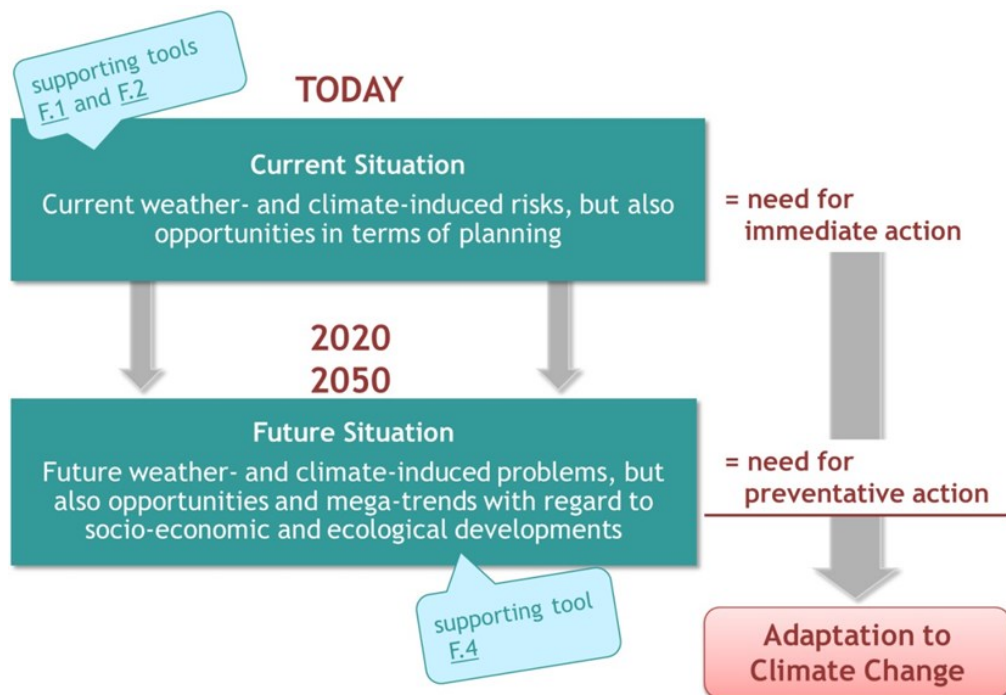 supporting tools
F.1 and F.2
TODAY
Current Situation
Current weather- and climate-induced risks, but also
opportunities in terms of planning
= need for
immediate action
2020
2050
Future Situation
Future weather- and climate-induced problems, but
also opportunities and mega-trends with regard to
socio-economic and ecological developments
= need for
preventative action
supporting tool
F.4
Adaptation to
Climate Change